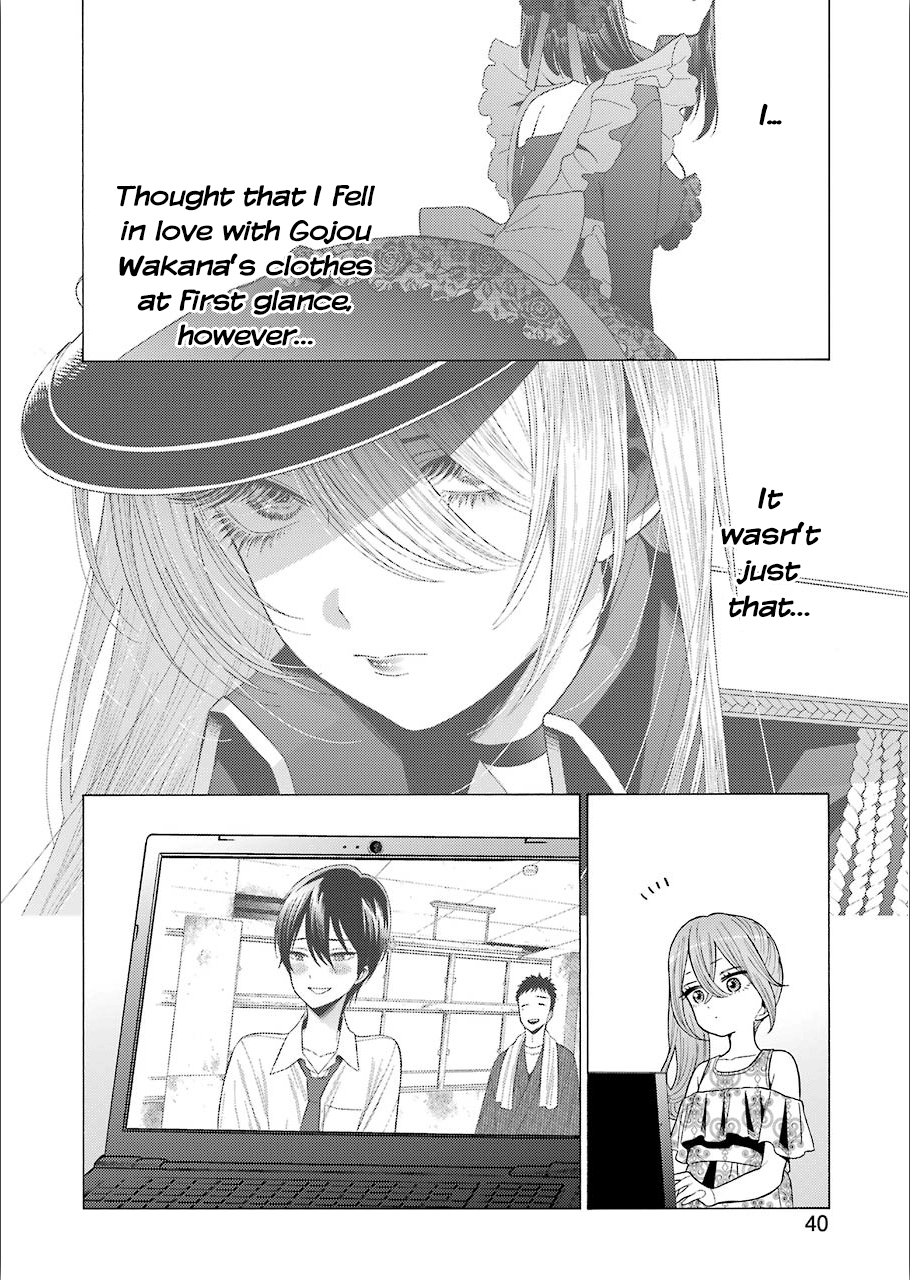 I...
Thought that I Fell
in love with Gojou
Wakana's clothes
at First glance,
however...
It
wasn't
just
that...
40